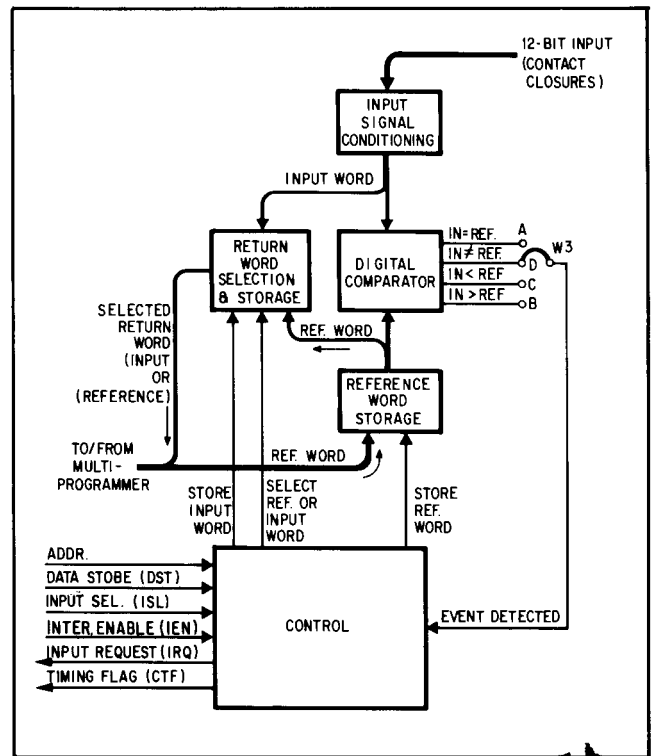 12-BIT INPUT
(CONTACT
CLOSURES)
INPUT
SIGNAL
CONDITIONING
INPUT WORD
RETURN
WORD
SELECTION
& STORAGE
DIGITAL
COMPARATOR
IN=REF.
A
IN≠REF.
D
W3
IN<REF
C
IN>REF
B
SELECTED
RETURN
WORD
(INPUT
OR
(REFERENCE)
REF. WORD
REFERENCE
WORD
STORAGE
TO/FROM
MULTI-
PROGRAMMER
REF. WORD
STORE
INPUT
WORD
SELECT
REF. OR
INPUT
WORD
STORE
REF.
WORD
ADDR.
DATA STOBE (DST)
INPUT SEL. (ISL)
INTER. ENABLE (IEN)
INPUT REQUEST (IRQ)
TIMING FLAG (CTF)
CONTROL
EVENT DETECTED